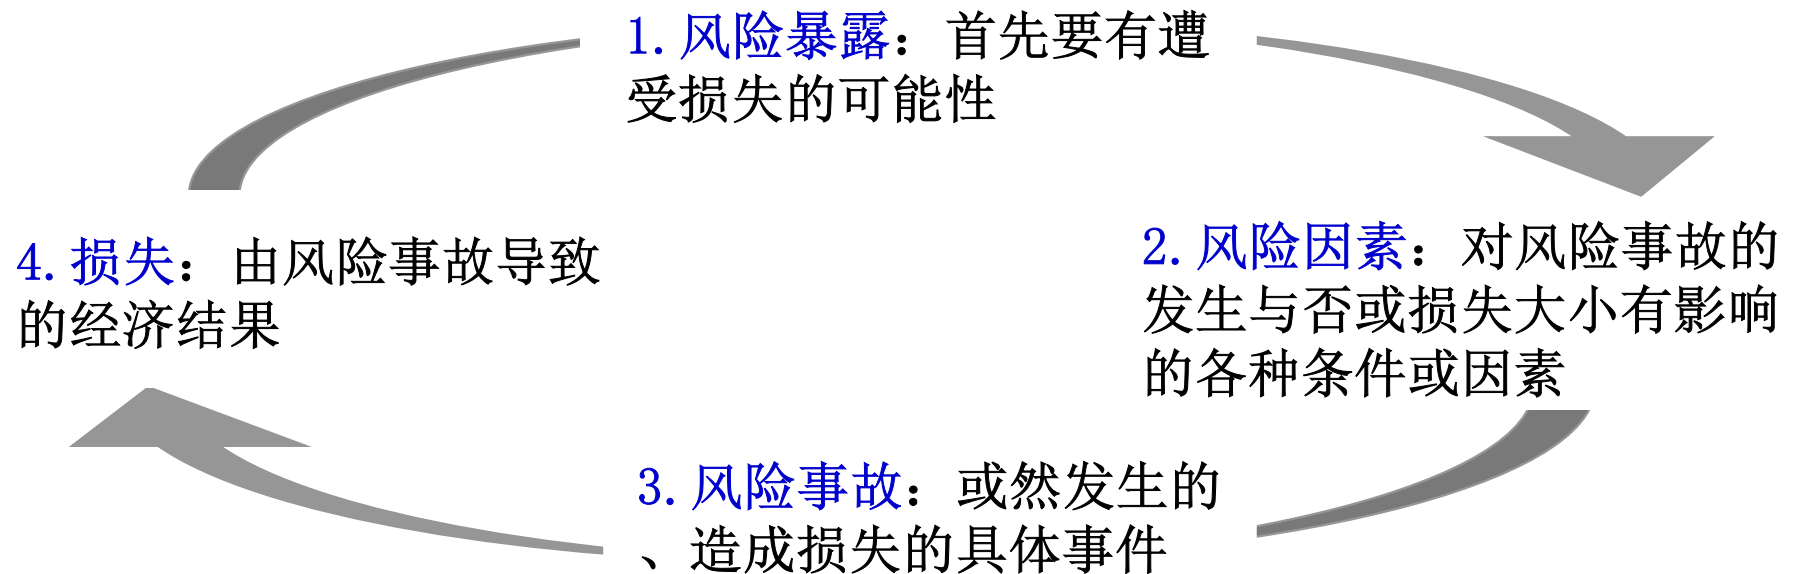 1.风险暴露：首先要有遭
受损失的可能性
2.风险因素：对风险事故的
发生与否或损失大小有影响
的各种条件或因素
3.风险事故：或然发生的
、造成损失的具体事件
4.损失：由风险事故导致
的经济结果